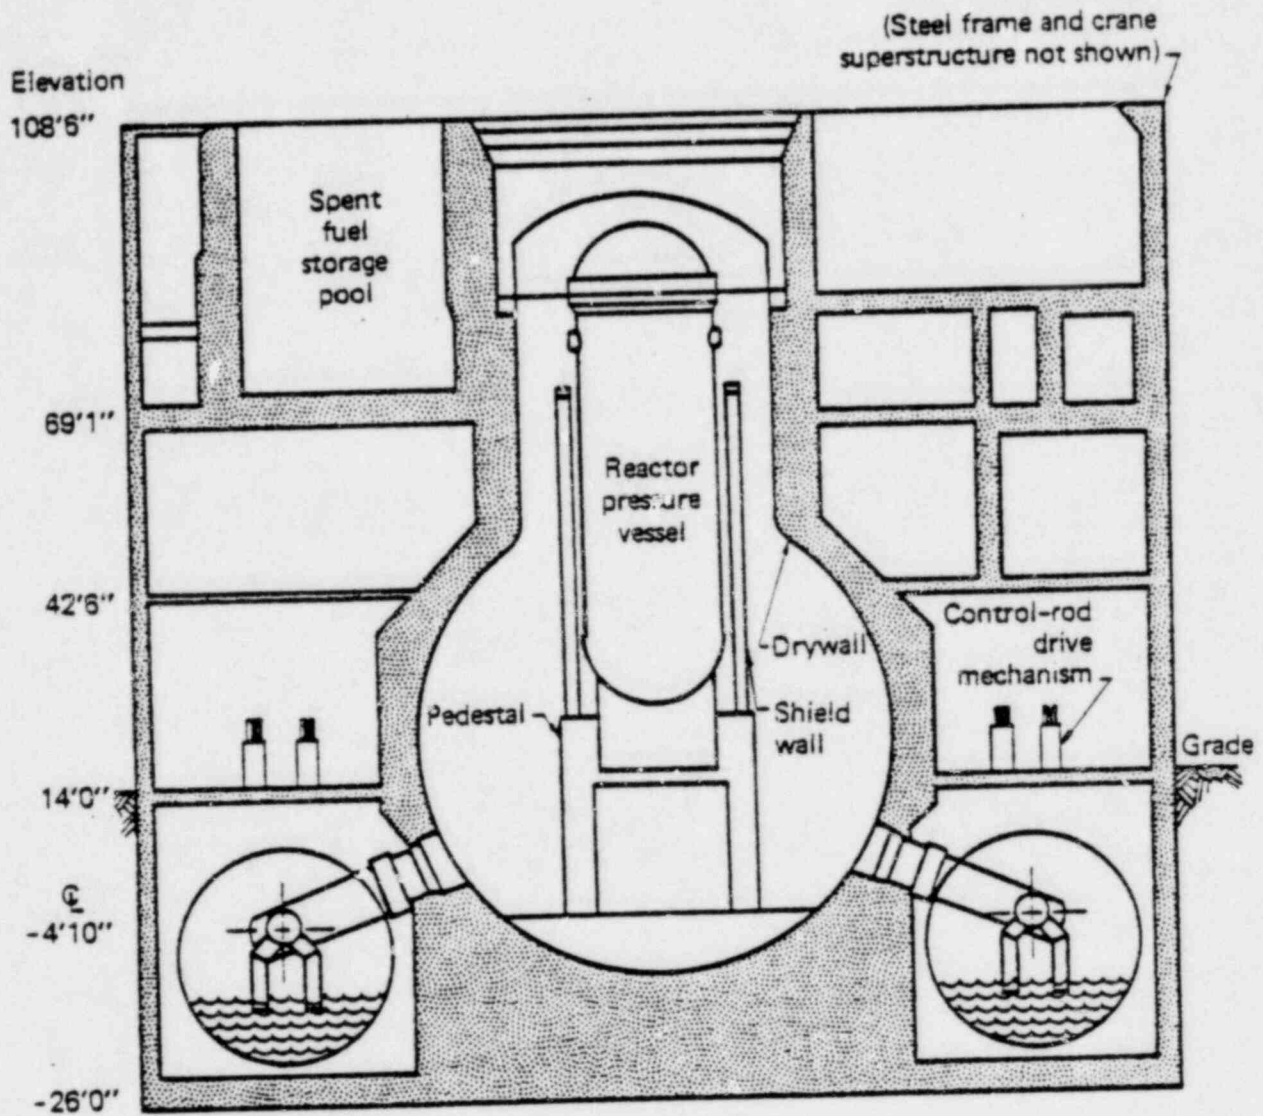 (Steel frame and crane
superstructure not shown)
Elevation
108'6"
Spent
fuel
storage
pool
69'1"
Reactor
pressure
vessel
42'6"
Control-rod
drive
mechanism
Drywall
Pedestal
Shield
wall
Grade
14'0"
℄
-4'10"
-26'0"